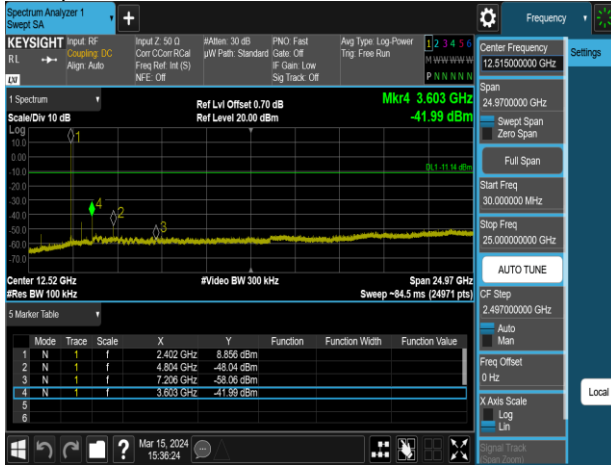 Spectrum Analyzer 1
Swept SA
Frequency
KEYSIGHT
RL
LXI
Input: RF
Coupling: DC
Align: Auto
Input Z: 50 Ω
Corr CCorr RCal
Freq Ref: Int (S)
NFE: Off
#Atten: 30 dB
µW Path: Standard
PNO: Fast
Gate: Off
IF Gain: Low
Sig Track: Off
Avg Type: Log-Power
Trig: Free Run
1 2 3 4 5 6
M W W W W W
P N N N N N
Center Frequency
12.515000000 GHz
Settings
1 Spectrum
Scale/Div 10 dB
Ref Lvl Offset 0.70 dB
Ref Level 20.00 dBm
Mkr4 3.603 GHz
-41.99 dBm
Log
10.0
0.00
-10.0
-20.0
-30.0
-40.0
-50.0
-60.0
-70.0
1
4
2
3
DL1 -11.14 dBm
Span
24.9700000 GHz
Swept Span
Zero Span
Full Span
Start Freq
30.000000 MHz
Stop Freq
25.000000000 GHz
AUTO TUNE
Center 12.52 GHz
#Res BW 100 kHz
#Video BW 300 kHz
Span 24.97 GHz
Sweep ~84.5 ms (24971 pts)
CF Step
2.497000000 GHz
Auto
Man
Freq Offset
0 Hz
X Axis Scale
Log
Lin
Signal Track
(Span Zoom)
Local
5 Marker Table
Mode Trace Scale X Y Function Function Width Function Value
1 N 1 f 2.402 GHz 8.856 dBm
2 N 1 f 4.804 GHz -48.04 dBm
3 N 1 f 7.206 GHz -58.06 dBm
4 N 1 f 3.603 GHz -41.99 dBm
5
6
?
Mar 15, 2024
15:36:24